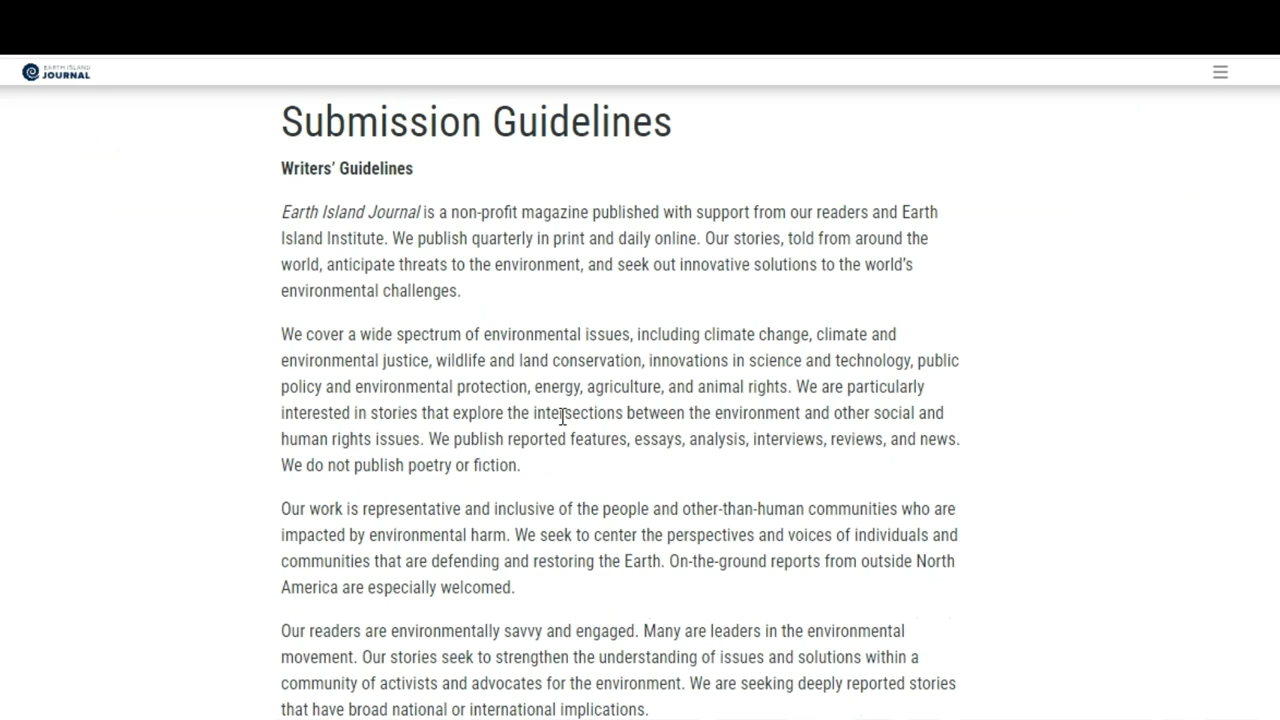 EARTH ISLAND
JOURNAL
Submission Guidelines
Writers’ Guidelines
Earth Island Journal is a non-profit magazine published with support from our readers and Earth
Island Institute. We publish quarterly in print and daily online. Our stories, told from around the
world, anticipate threats to the environment, and seek out innovative solutions to the world’s
environmental challenges.
We cover a wide spectrum of environmental issues, including climate change, climate and
environmental justice, wildlife and land conservation, innovations in science and technology, public
policy and environmental protection, energy, agriculture, and animal rights. We are particularly
interested in stories that explore the intersections between the environment and other social and
human rights issues. We publish reported features, essays, analysis, interviews, reviews, and news.
We do not publish poetry or fiction.
Our work is representative and inclusive of the people and other-than-human communities who are
impacted by environmental harm. We seek to center the perspectives and voices of individuals and
communities that are defending and restoring the Earth. On-the-ground reports from outside North
America are especially welcomed.
Our readers are environmentally savvy and engaged. Many are leaders in the environmental
movement. Our stories seek to strengthen the understanding of issues and solutions within a
community of activists and advocates for the environment. We are seeking deeply reported stories
that have broad national or international implications.